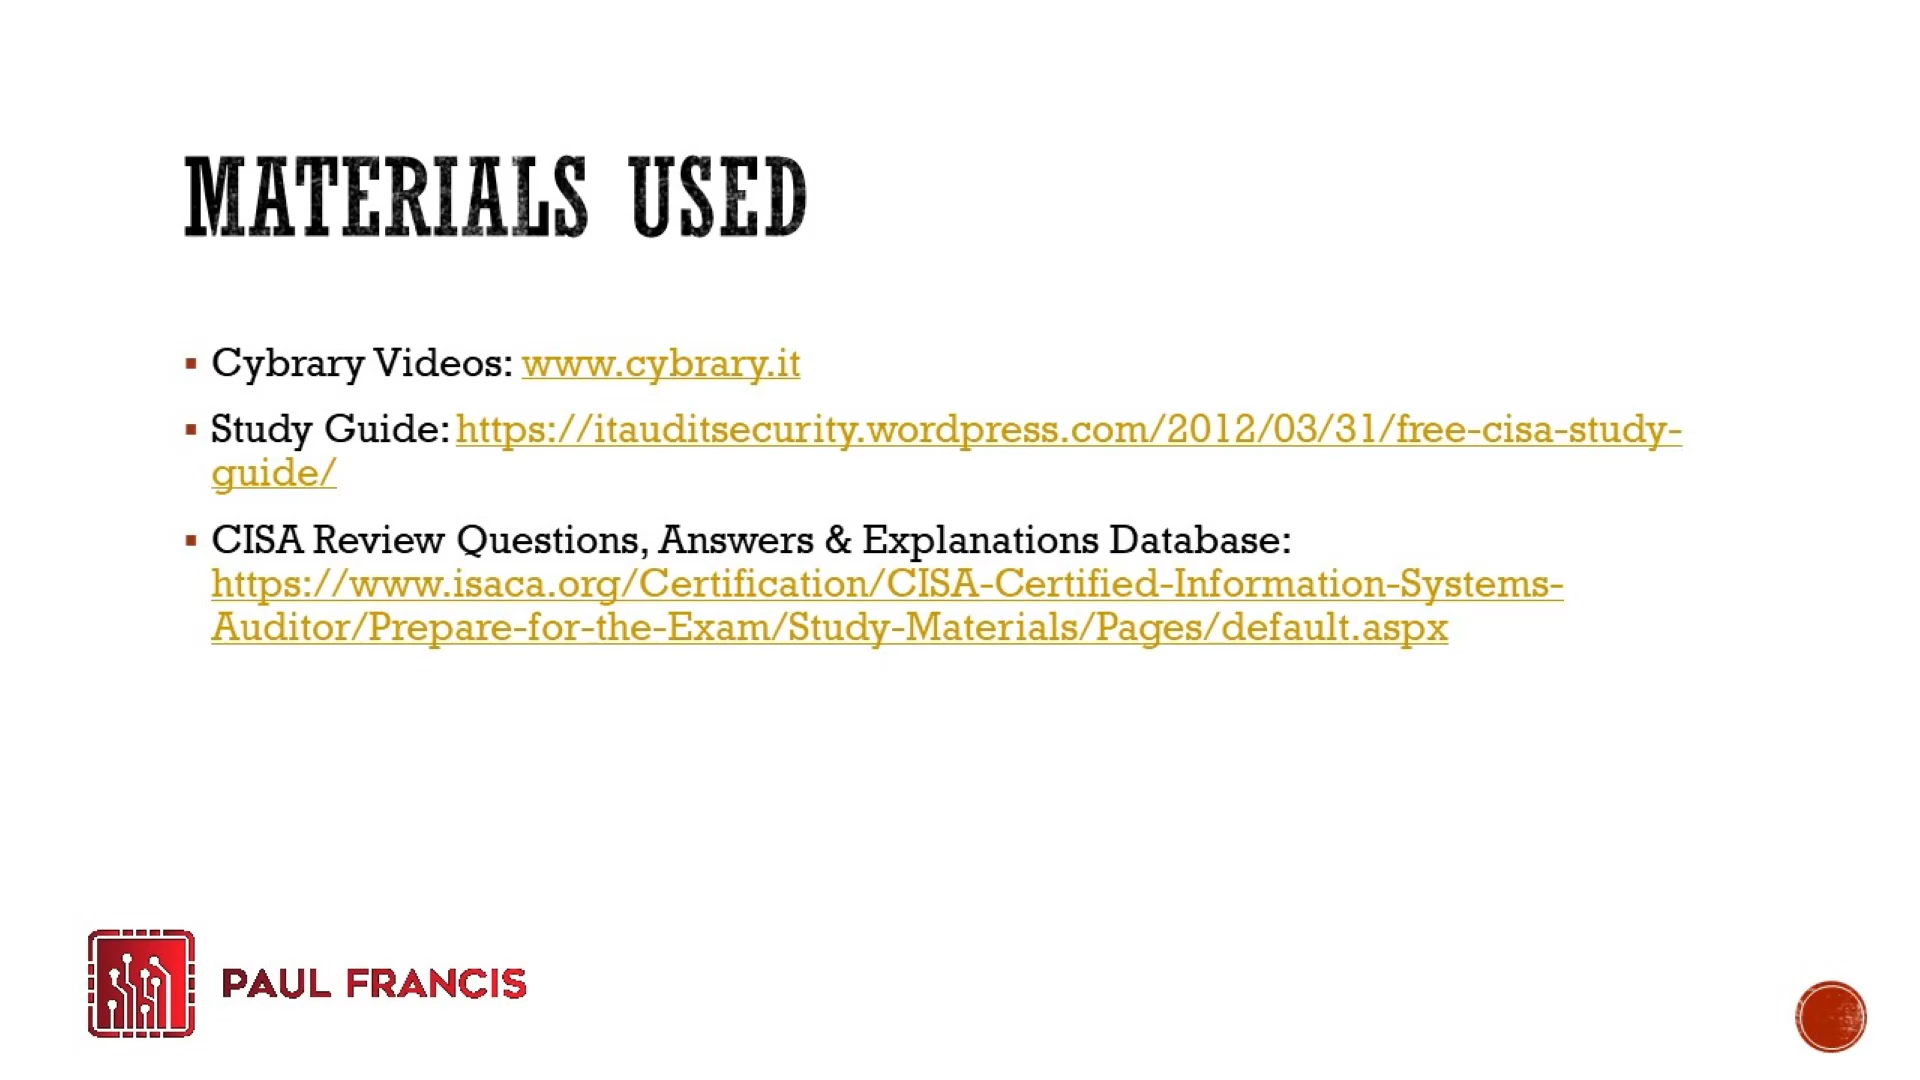 MATERIALS USED
▪ Cybrary Videos: www.cybrary.it
▪ Study Guide: https://itauditsecurity.wordpress.com/2012/03/31/free-cisa-study-
guide/
▪ CISA Review Questions, Answers & Explanations Database:
https://www.isaca.org/Certification/CISA-Certified-Information-Systems-
Auditor/Prepare-for-the-Exam/Study-Materials/Pages/default.aspx
PAUL FRANCIS